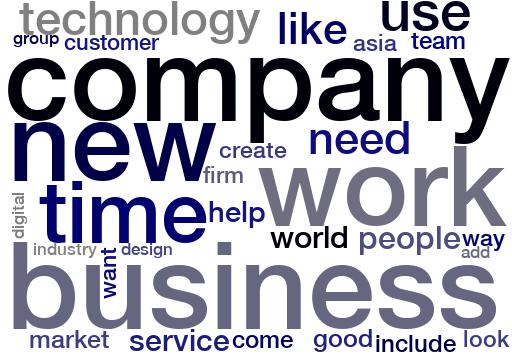 technology
like
use
group
customer
asia
team
company
new
create
need
firm
work
digital
time
help
world
people
way
industry
want
design
add
business
market
service
come
good
include
look